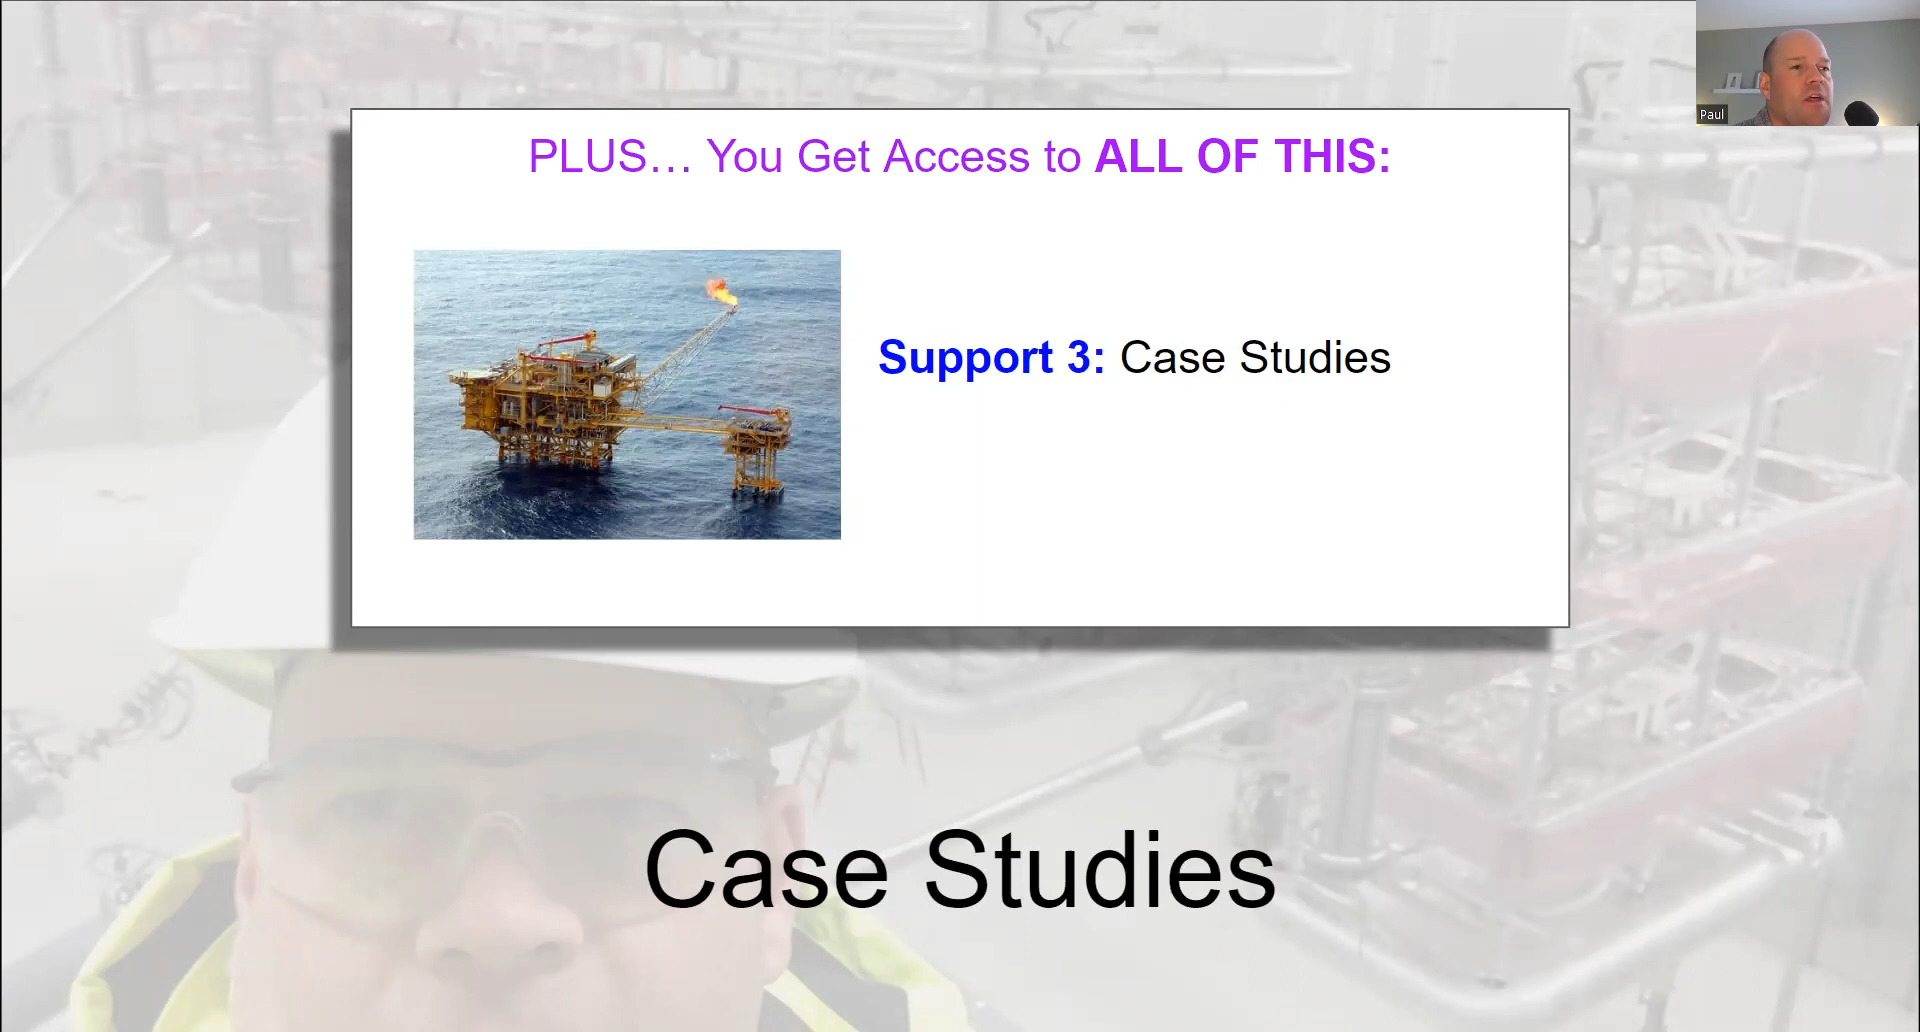 PLUS… You Get Access to ALL OF THIS:
Support 3: Case Studies
Case Studies
Paul